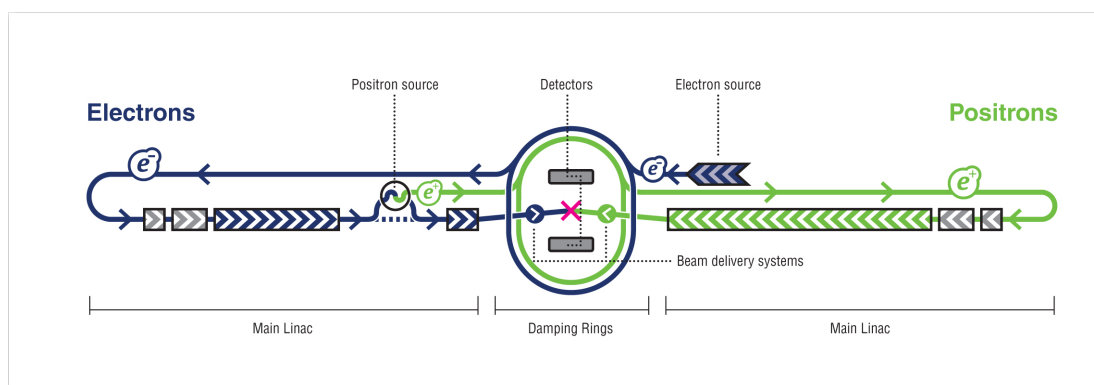 Positron source
Detectors
Electron source
Electrons
Positrons
e-
e-
e+
e+
Beam delivery systems
Main Linac
Damping Rings
Main Linac